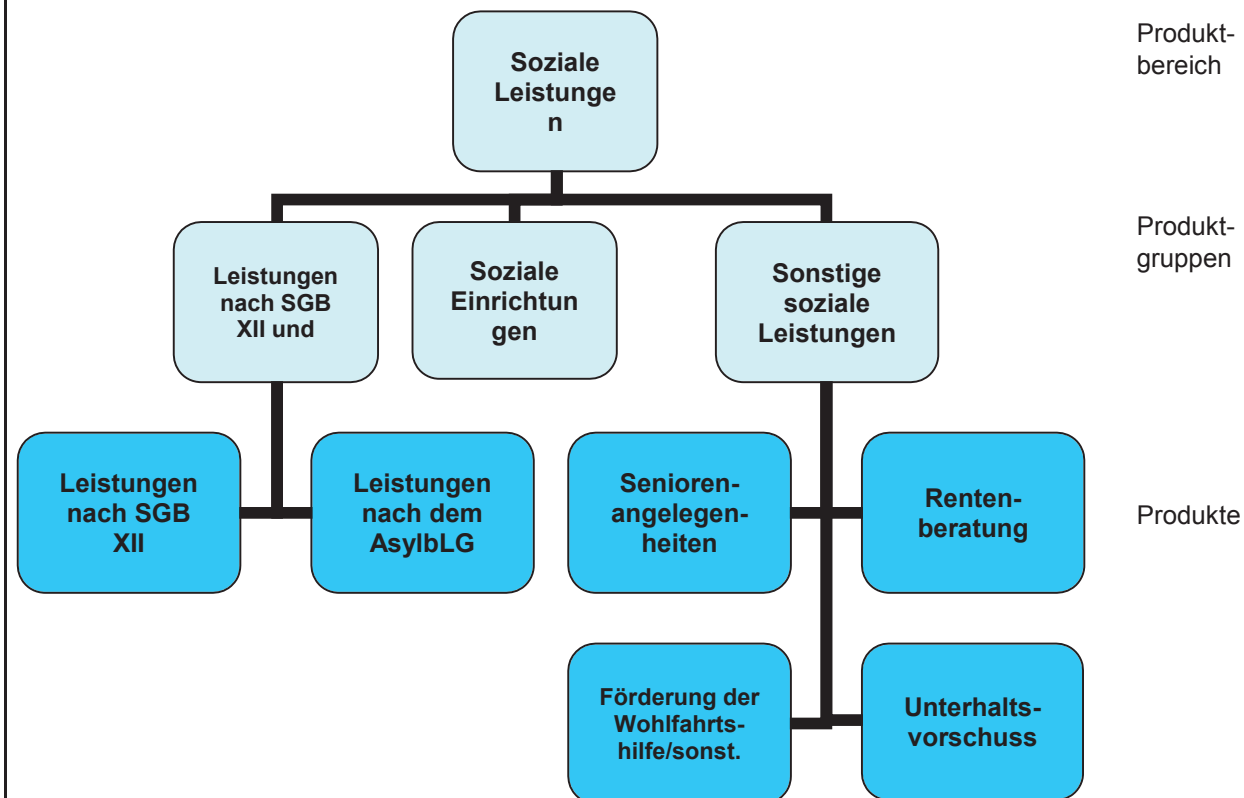 Soziale
Leistunge
n
Produkt-
bereich
Leistungen
nach SGB
XII und
Soziale
Einrichtun
gen
Sonstige
soziale
Leistungen
Produkt-
gruppen
Leistungen
nach SGB
XII
Leistungen
nach dem
AsylbLG
Senioren-
angelegen-
heiten
Renten-
beratung
Produkte
Förderung der
Wohlfahrts-
hilfe/sonst.
Unterhalts-
vorschuss